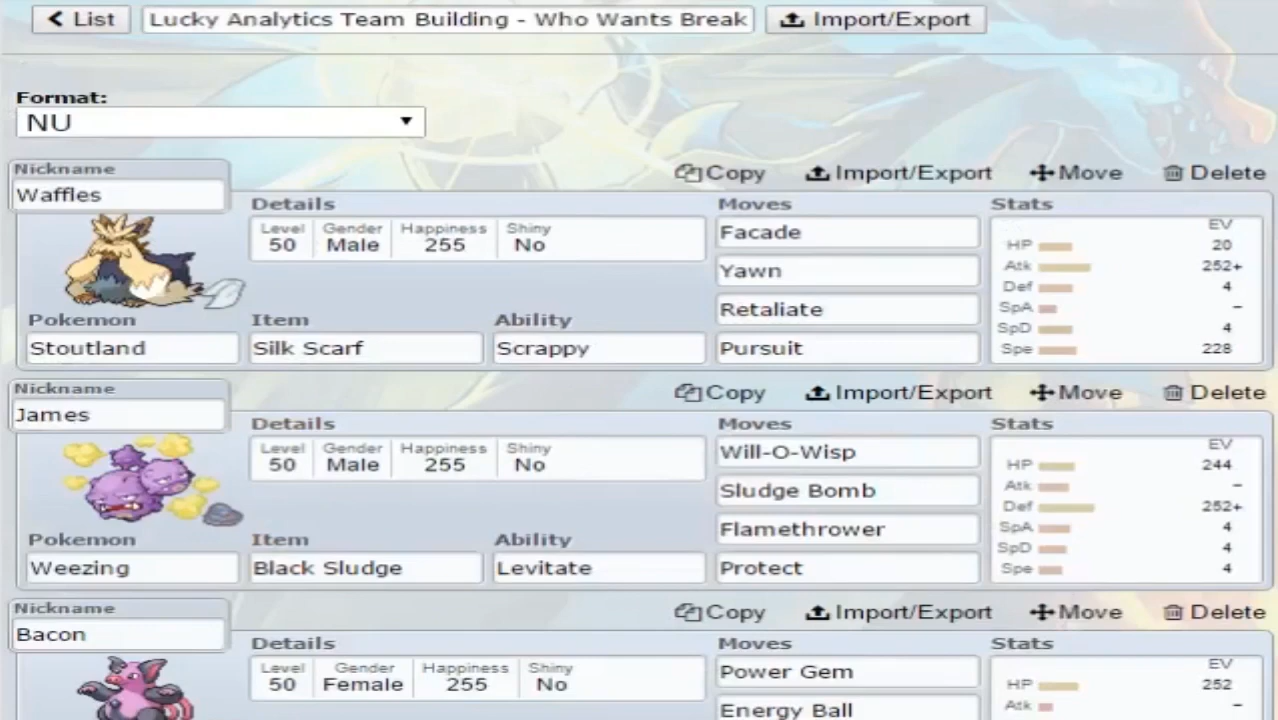 List
Lucky Analytics Team Building - Who Wants Break
Import/Export
Format:
NU
Nickname
Waffles
Copy Import/Export Move Delete
Details
Level Gender Happiness Shiny
50 Male 255 No
Moves
Facade
Yawn
Retaliate
Pursuit
Stats
EV
HP 20
Atk 252+
Def 4
SpA –
SpD 4
Spe 228
Pokemon Item Ability
Stoutland Silk Scarf Scrappy
Nickname
James
Copy Import/Export Move Delete
Details
Level Gender Happiness Shiny
50 Male 255 No
Moves
Will-O-Wisp
Sludge Bomb
Flamethrower
Protect
Stats
EV
HP 244
Atk –
Def 252+
SpA 4
SpD 4
Spe 4
Pokemon Item Ability
Weezing Black Sludge Levitate
Nickname
Bacon
Copy Import/Export Move Delete
Details
Level Gender Happiness Shiny
50 Female 255 No
Moves
Power Gem
Energy Ball
Stats
EV
HP 252
Atk –